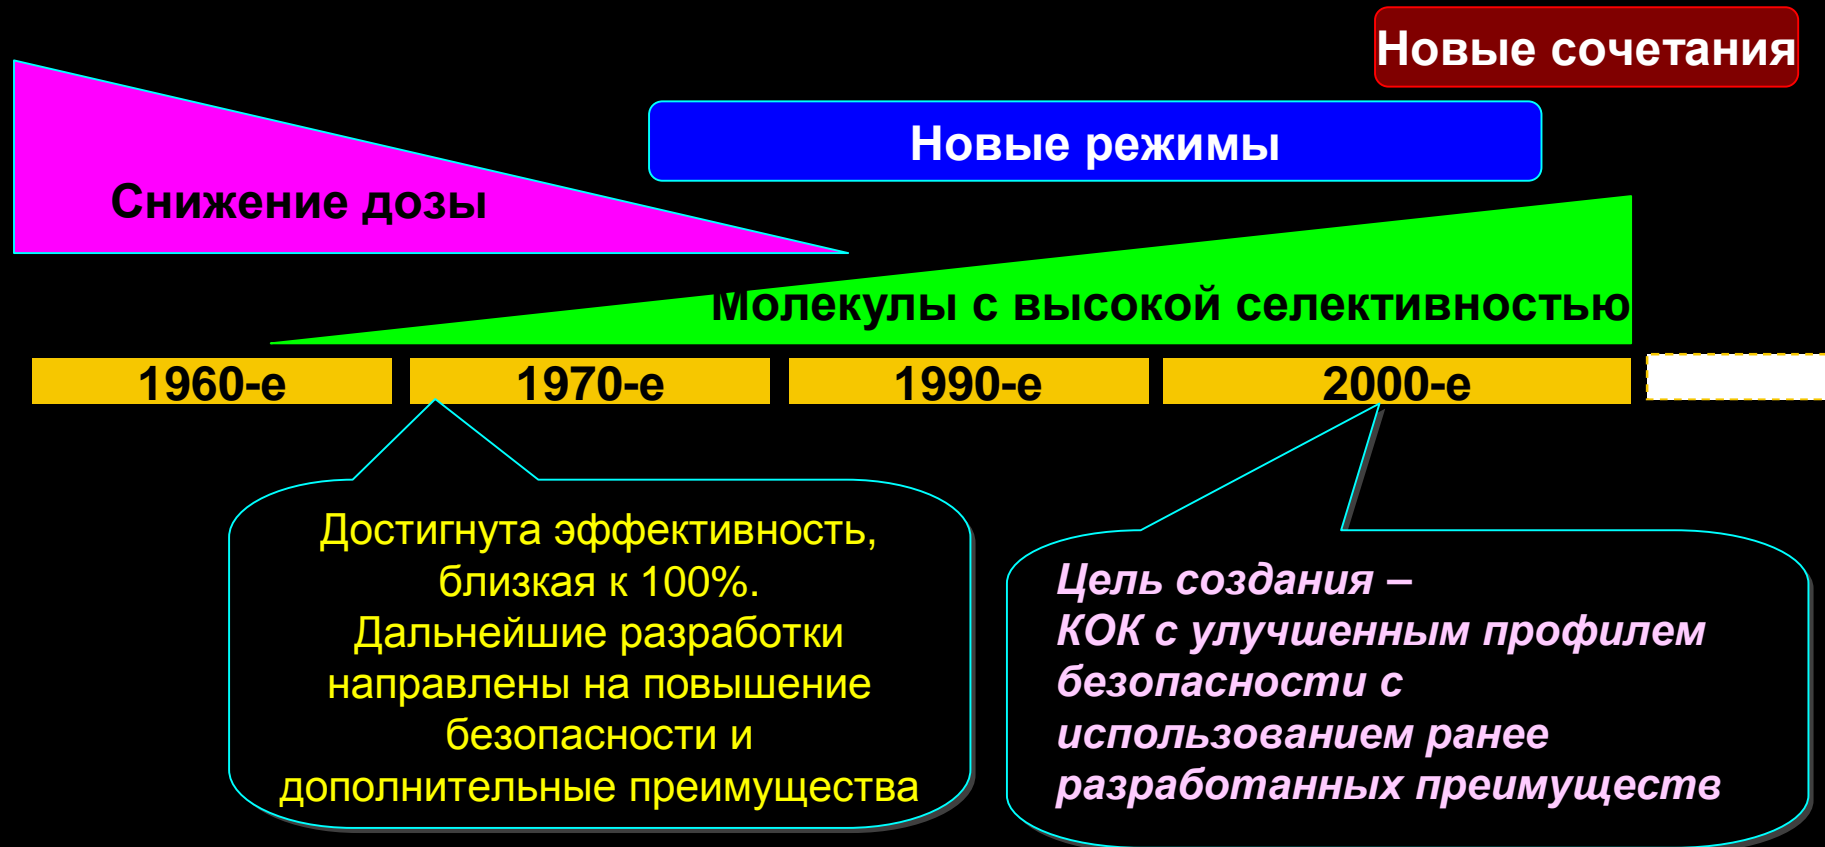 Новые сочетания
Новые режимы
Снижение дозы
Молекулы с высокой селективностью
1960-е
1970-е
1990-е
2000-е
Достигнута эффективность,
близкая к 100%.
Дальнейшие разработки
направлены на повышение
безопасности и
дополнительные преимущества
Цель создания –
КОК с улучшенным профилем
безопасности с
использованием ранее
разработанных преимуществ